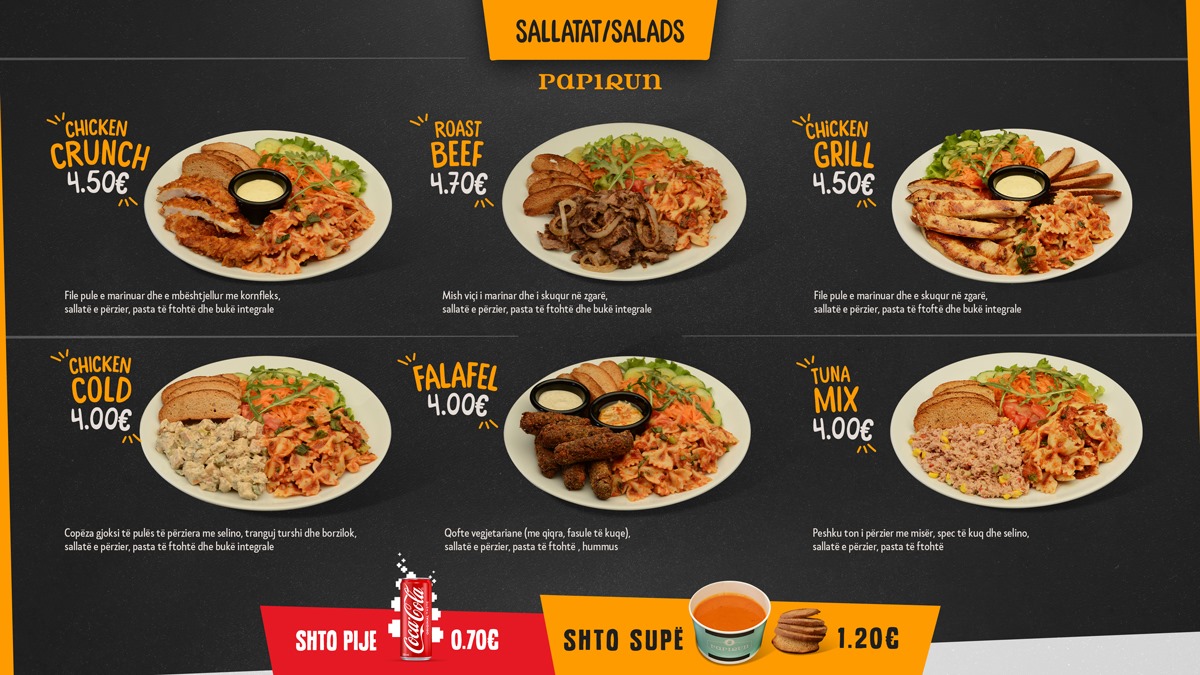 SALLATAT/SALADS
PAPIRUN
CHICKEN
CRUNCH
4.50€
File pule e marinuar dhe e mbështjellur me kornfleks,
sallatë e përzier, pasta të ftohtë dhe bukë integrale
ROAST
BEEF
4.70€
Mish viçi i marinar dhe i skuqur në zgarë,
sallatë e përzier, pasta të ftohtë dhe bukë integrale
CHICKEN
GRILL
4.50€
File pule e marinuar dhe e skuqur në zgarë,
sallatë e përzier, pasta të ftoftë dhe bukë integrale
CHICKEN
COLD
4.00€
Copëza gjoksi të pulës të përziera me selino, tranguj turshi dhe borzilok,
sallatë e përzier, pasta të ftohtë dhe bukë integrale
FALAFEL
4.00€
Qofte vegjetariane (me qiqra, fasule të kuqe),
sallatë e përzier, pasta të ftohtë , hummus
TUNA
MIX
4.00€
Peshku ton i përzier me misër, spec të kuq dhe selino,
sallatë e përzier, pasta të ftohtë
SHTO PIJE
Coca-Cola
0.70€
SHTO SUPË
PAPIRUN
1.20€